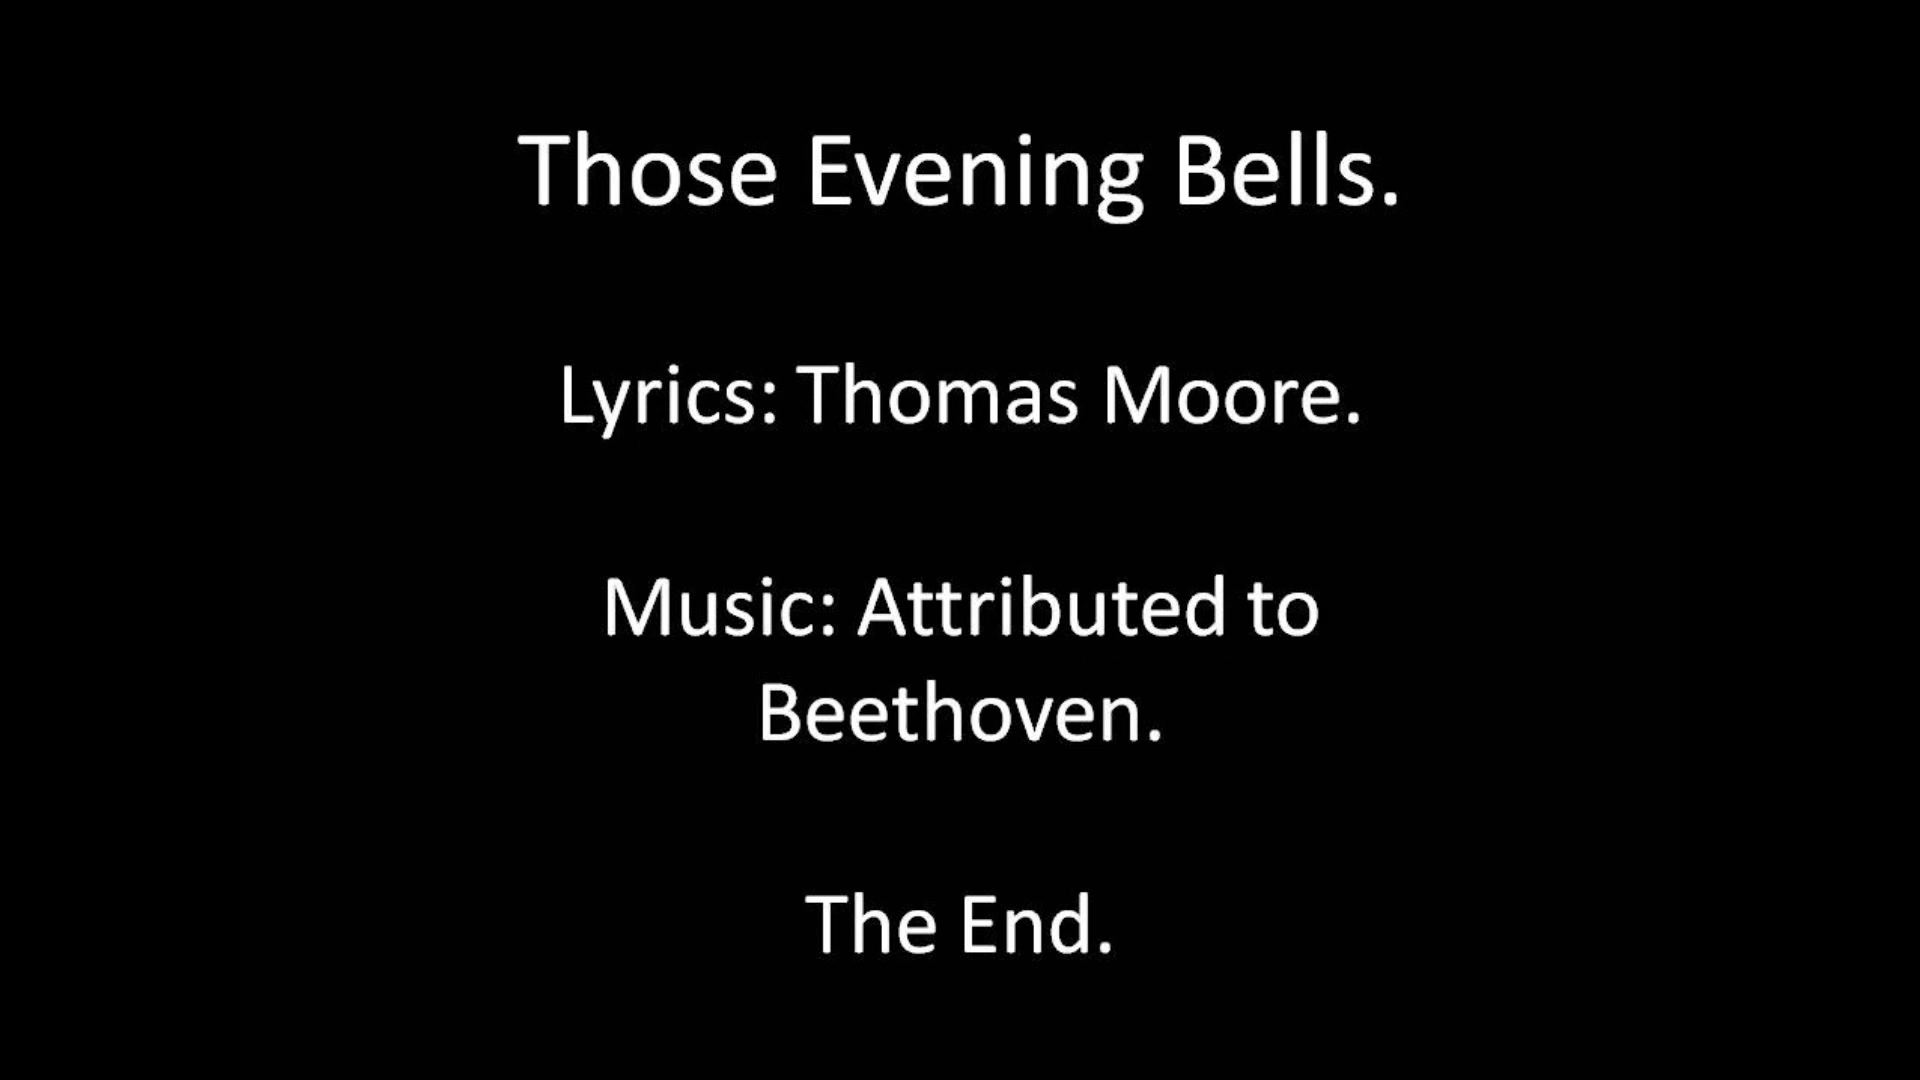 Those Evening Bells.
Lyrics: Thomas Moore.
Music: Attributed to
Beethoven.
The End.